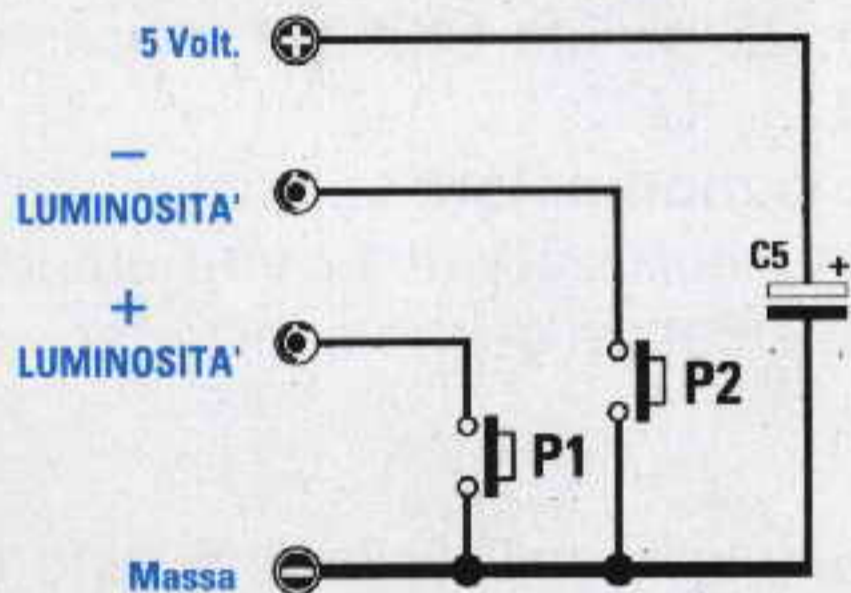 5 Volt.
−
LUMINOSITA'
+
LUMINOSITA'
C5 +
P2
P1
Massa